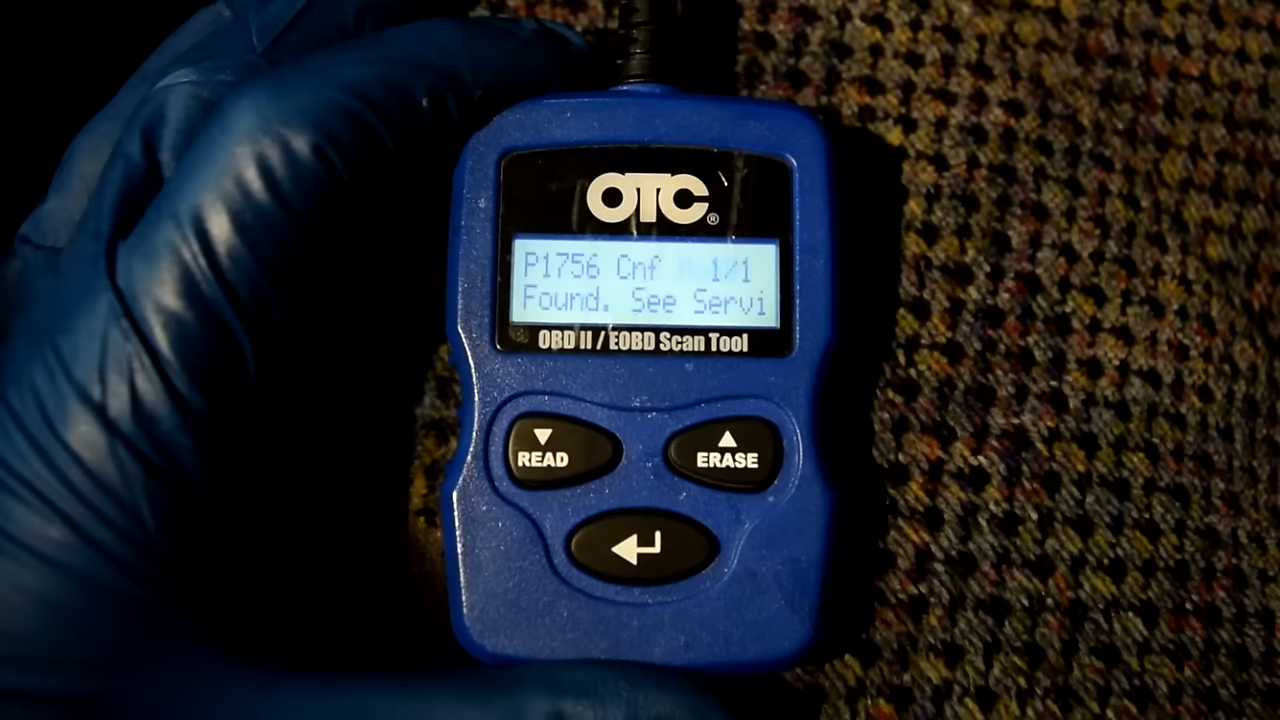 OTC®
P1756 Cnf 1/1
Found. See Servi
OBD II / EOBD Scan Tool
READ
ERASE